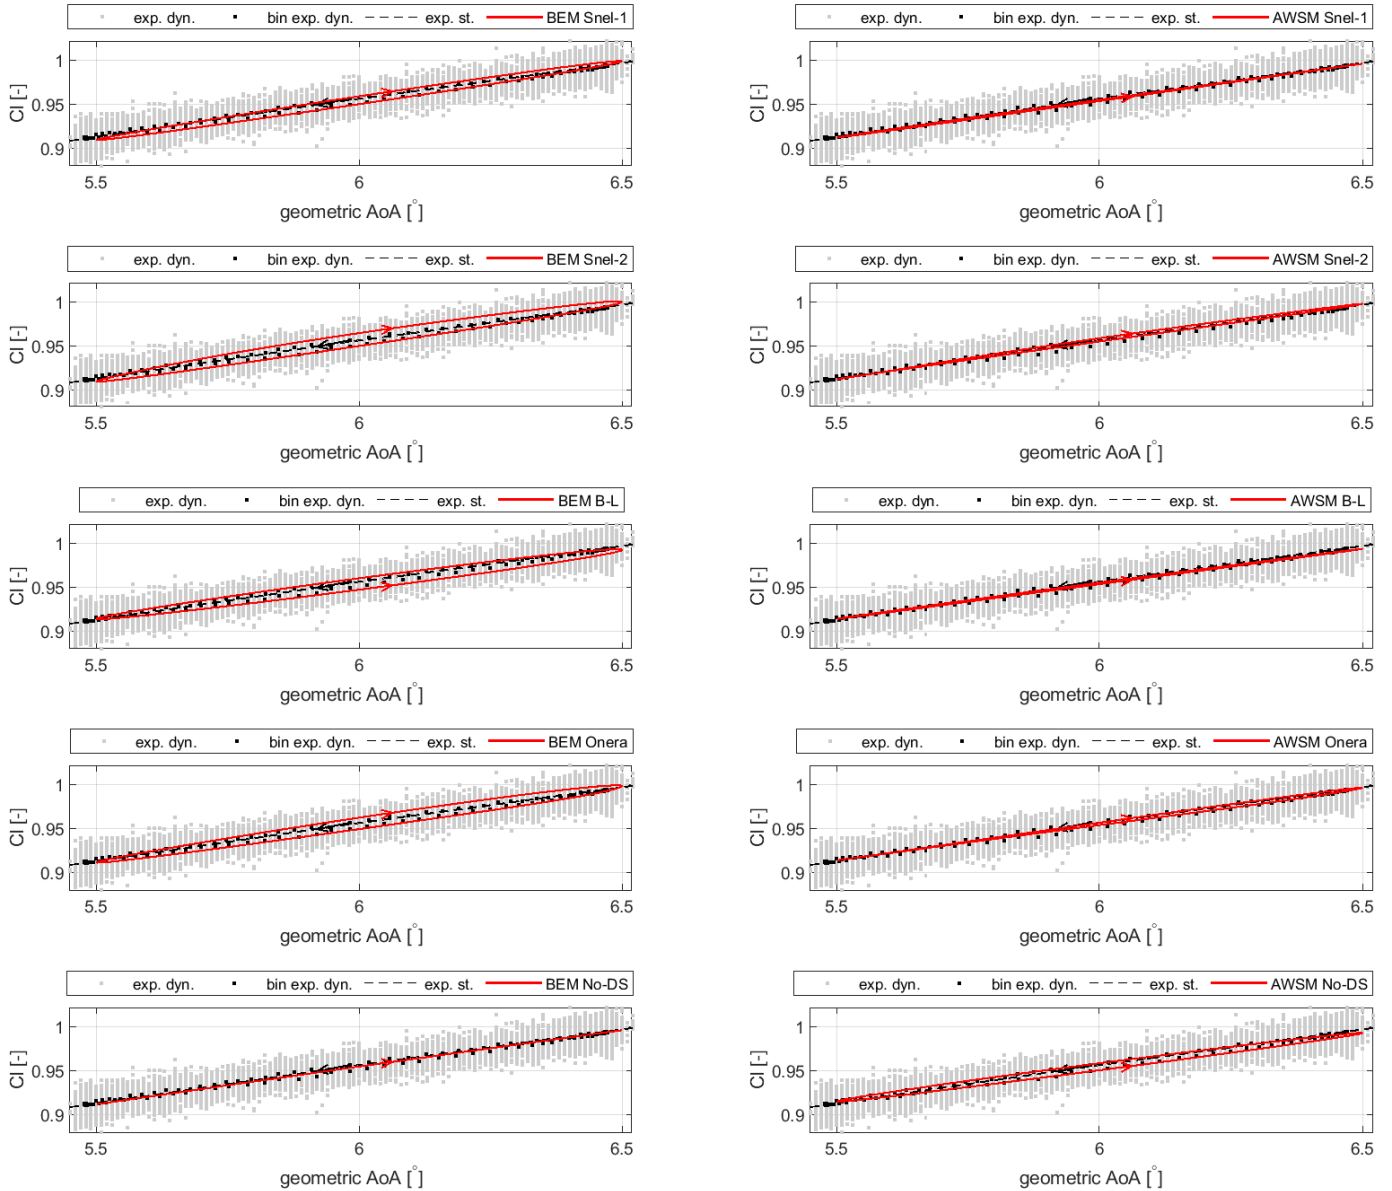 exp. dyn. bin exp. dyn. exp. st. BEM Snel-1
1
0.95
0.9
Cl [-]
5.5 6 6.5
geometric AoA [°]
exp. dyn. bin exp. dyn. exp. st. AWSM Snel-1
1
0.95
0.9
Cl [-]
5.5 6 6.5
geometric AoA [°]
exp. dyn. bin exp. dyn. exp. st. BEM Snel-2
1
0.95
0.9
Cl [-]
5.5 6 6.5
geometric AoA [°]
exp. dyn. bin exp. dyn. exp. st. AWSM Snel-2
1
0.95
0.9
Cl [-]
5.5 6 6.5
geometric AoA [°]
exp. dyn. bin exp. dyn. exp. st. BEM B-L
1
0.95
0.9
Cl [-]
5.5 6 6.5
geometric AoA [°]
exp. dyn. bin exp. dyn. exp. st. AWSM B-L
1
0.95
0.9
Cl [-]
5.5 6 6.5
geometric AoA [°]
exp. dyn. bin exp. dyn. exp. st. BEM Onera
1
0.95
0.9
Cl [-]
5.5 6 6.5
geometric AoA [°]
exp. dyn. bin exp. dyn. exp. st. AWSM Onera
1
0.95
0.9
Cl [-]
5.5 6 6.5
geometric AoA [°]
exp. dyn. bin exp. dyn. exp. st. BEM No-DS
1
0.95
0.9
Cl [-]
5.5 6 6.5
geometric AoA [°]
exp. dyn. bin exp. dyn. exp. st. AWSM No-DS
1
0.95
0.9
Cl [-]
5.5 6 6.5
geometric AoA [°]